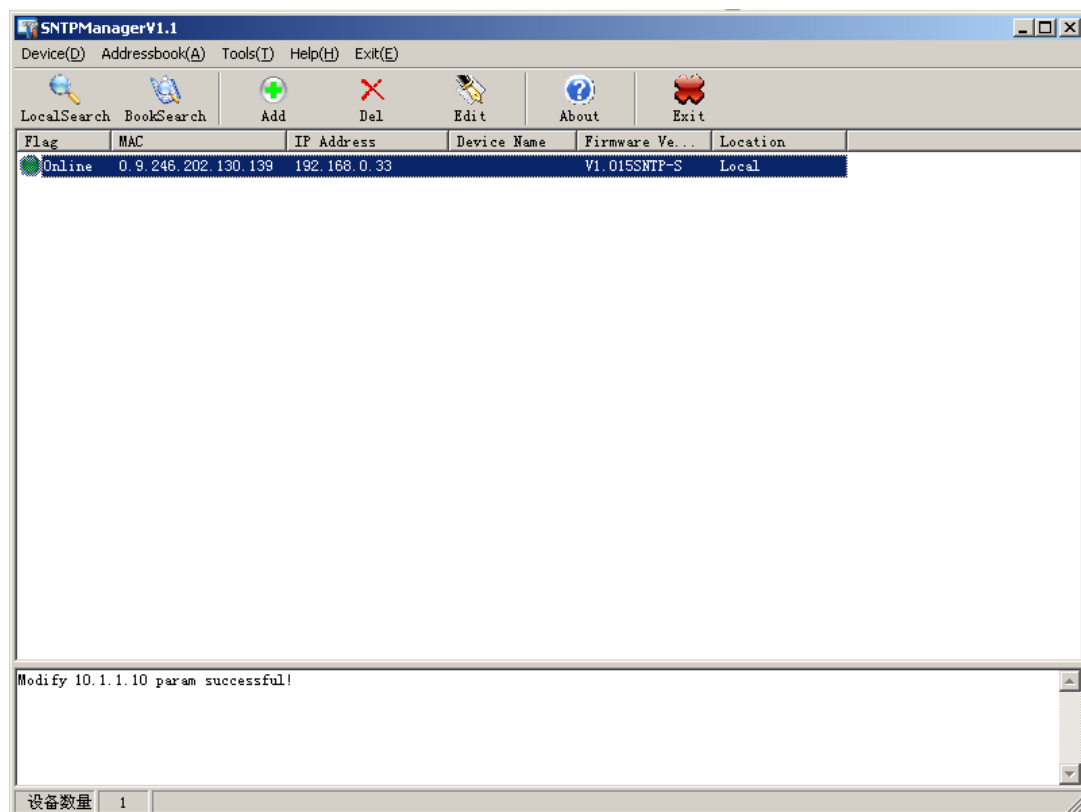 SNTPManagerV1.1
Device(D) Addressbook(A) Tools(T) Help(H) Exit(E)
LocalSearch BookSearch Add Del Edit About Exit
Flag MAC IP Address Device Name Firmware Ve... Location
Online 0.9.246.202.130.139 192.168.0.33 V1.015SNTP-S Local
Modify 10.1.1.10 param successful!
设备数量 1